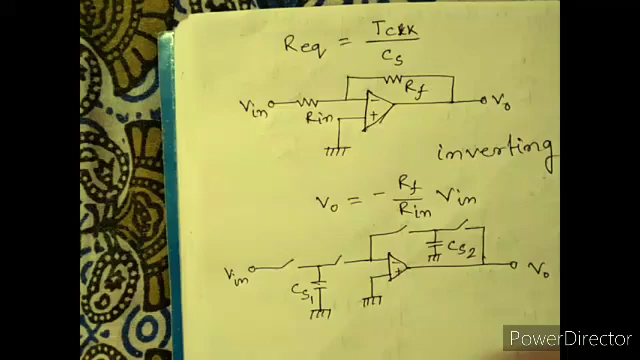 Req = Tclk / Cs
Vin Rin Rf Vo
- +
inverting
Vo = - Rf / Rin Vin
Vin Cs1 Cs2 Vo
- +
PowerDirector